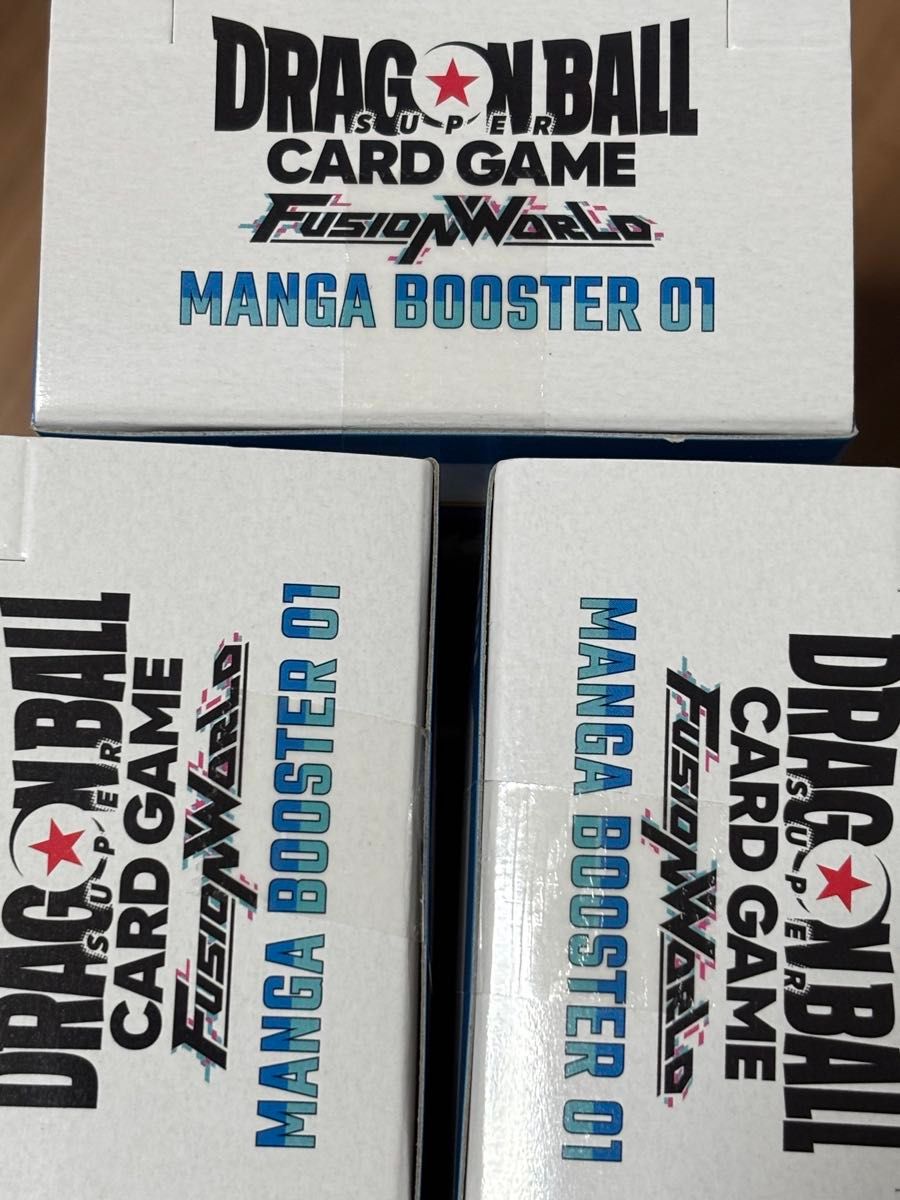 DRAGON BALL
SUPER
CARD GAME
FUSION WORLD
MANGA BOOSTER 01
DRAGON BALL
SUPER
CARD GAME
FUSION WORLD
MANGA BOOSTER 01
DRAGON BALL
SUPER
CARD GAME
FUSION WORLD
MANGA BOOSTER 01